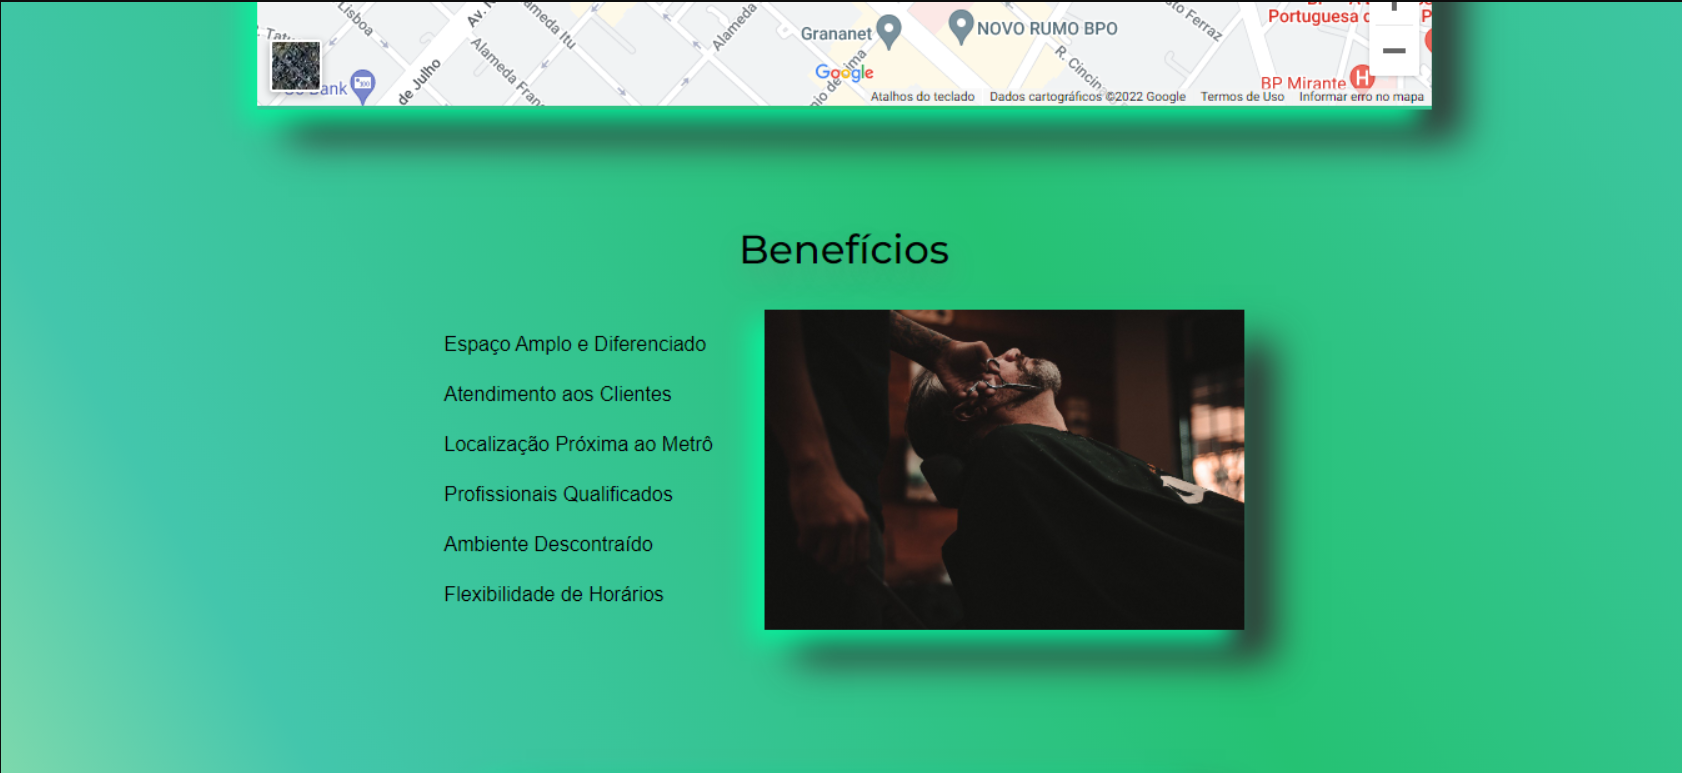 Lisboa
Av.
Alameda Itu
Alameda
Grananet
NOVO RUMO BPO
Portuguesa
Alameda Fran
de Julho
Bank
Google
R. Cincina
BP Mirante
H
Atalhos do teclado Dados cartográficos ©2022 Google Termos de Uso Informar erro no mapa
Benefícios
Espaço Amplo e Diferenciado
Atendimento aos Clientes
Localização Próxima ao Metrô
Profissionais Qualificados
Ambiente Descontraído
Flexibilidade de Horários